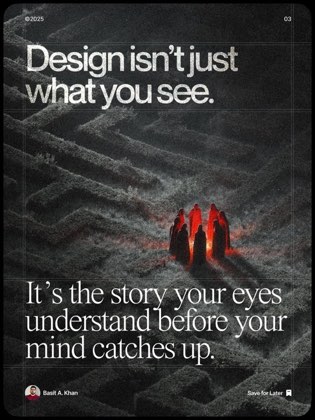 ©2025
03
Design isn't just
what you see.
It's the story your eyes
understand before your
mind catches up.
Basit A. Khan
Save for Later